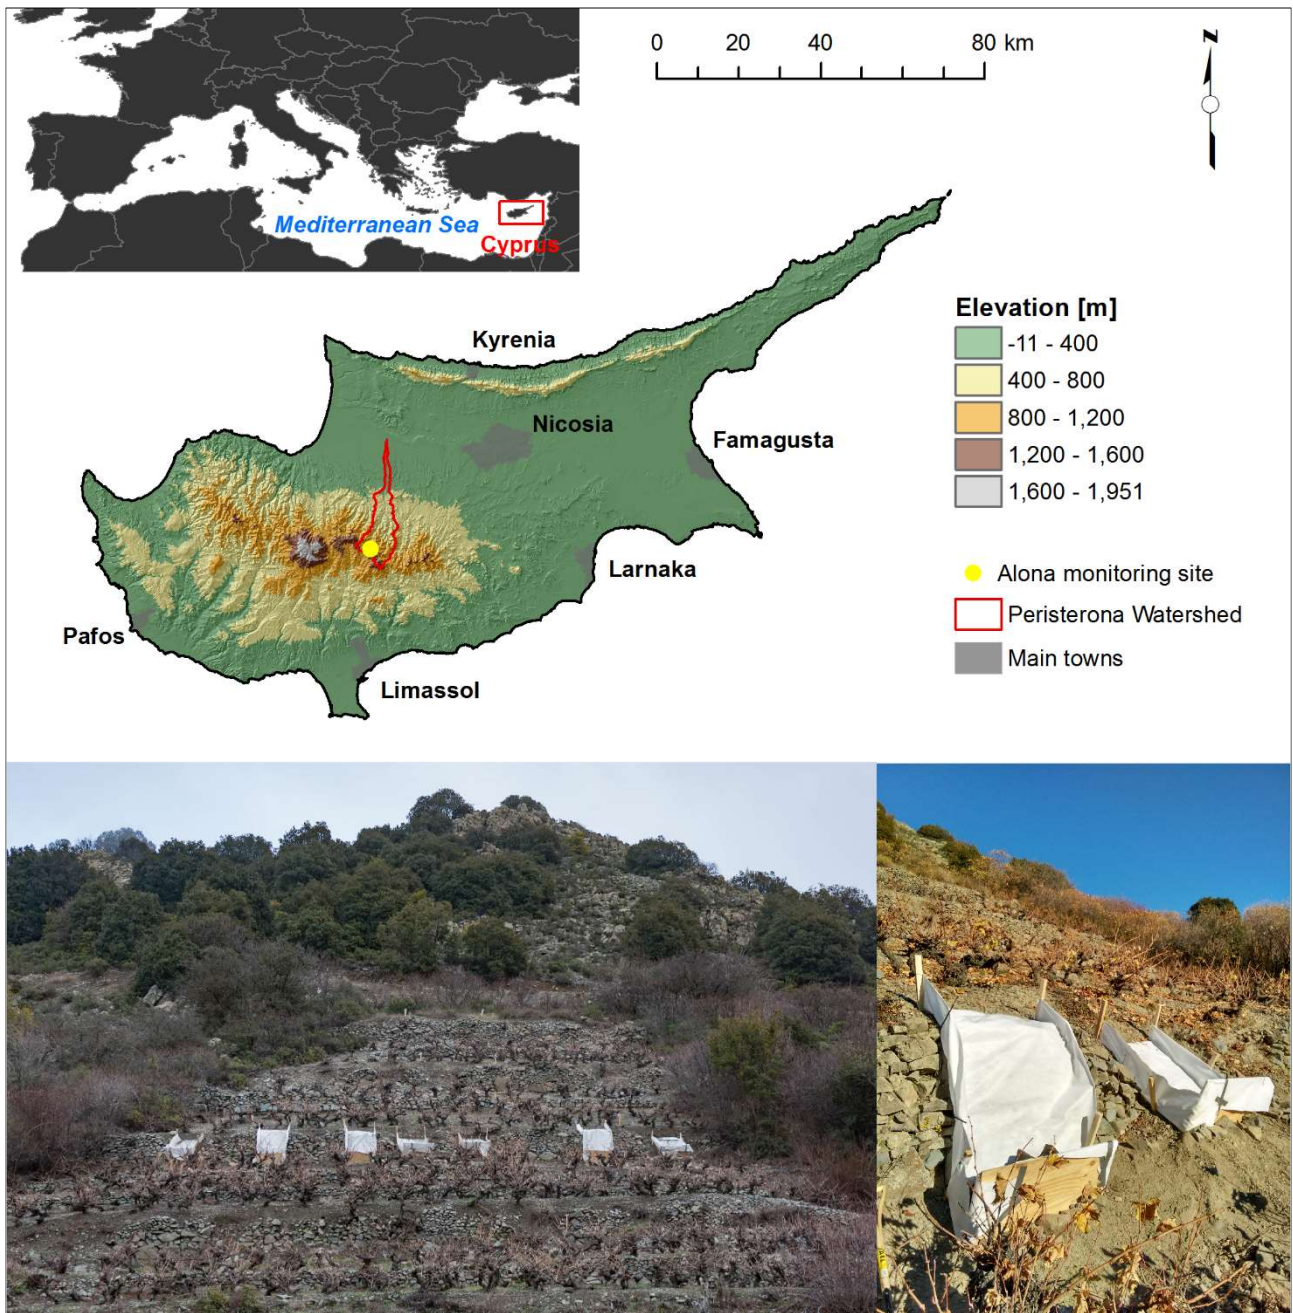 0 20 40 80 km
N
Mediterranean Sea
Cyprus
Elevation [m]
-11 - 400
400 - 800
800 - 1,200
1,200 - 1,600
1,600 - 1,951
Kyrenia
Nicosia
Famagusta
Larnaka
Pafos
Limassol
Alona monitoring site
Peristerona Watershed
Main towns